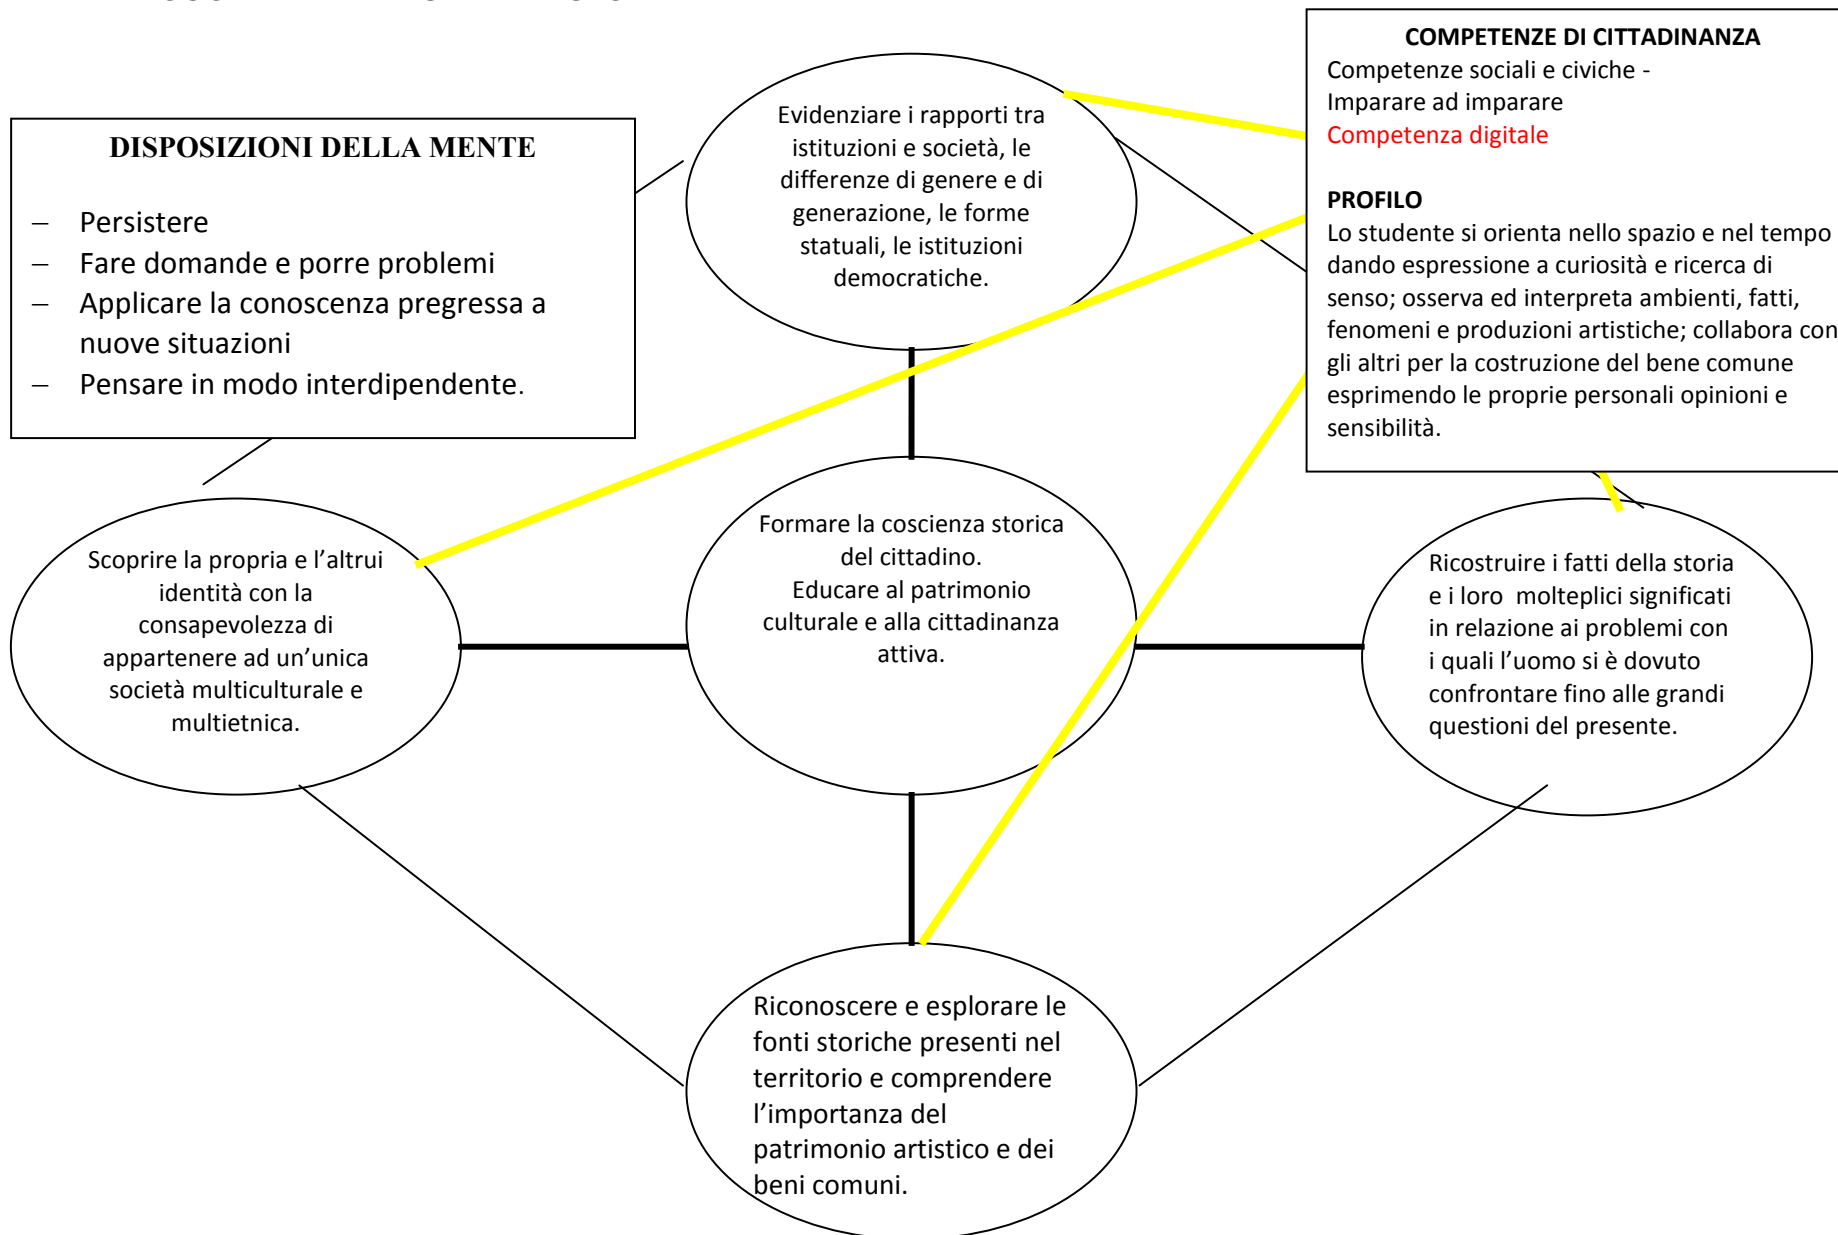 COMPETENZE DI CITTADINANZA
Competenze sociali e civiche -
Imparare ad imparare
Competenza digitale
PROFILO
Lo studente si orienta nello spazio e nel tempo
dando espressione a curiosità e ricerca di
senso; osserva ed interpreta ambienti, fatti,
fenomeni e produzioni artistiche; collabora con
gli altri per la costruzione del bene comune
esprimendo le proprie personali opinioni e
sensibilità.
Evidenziare i rapporti tra
istituzioni e società, le
differenze di genere e di
generazione, le forme
statuali, le istituzioni
democratiche.
DISPOSIZIONI DELLA MENTE
– Persistere
– Fare domande e porre problemi
– Applicare la conoscenza pregressa a
nuove situazioni
– Pensare in modo interdipendente.
Scoprire la propria e l’altrui
identità con la
consapevolezza di
appartenere ad un’unica
società multiculturale e
multietnica.
Formare la coscienza storica
del cittadino.
Educare al patrimonio
culturale e alla cittadinanza
attiva.
Ricostruire i fatti della storia
e i loro  molteplici significati
in relazione ai problemi con
i quali l’uomo si è dovuto
confrontare fino alle grandi
questioni del presente.
Riconoscere e esplorare le
fonti storiche presenti nel
territorio e comprendere
l’importanza del
patrimonio artistico e dei
beni comuni.